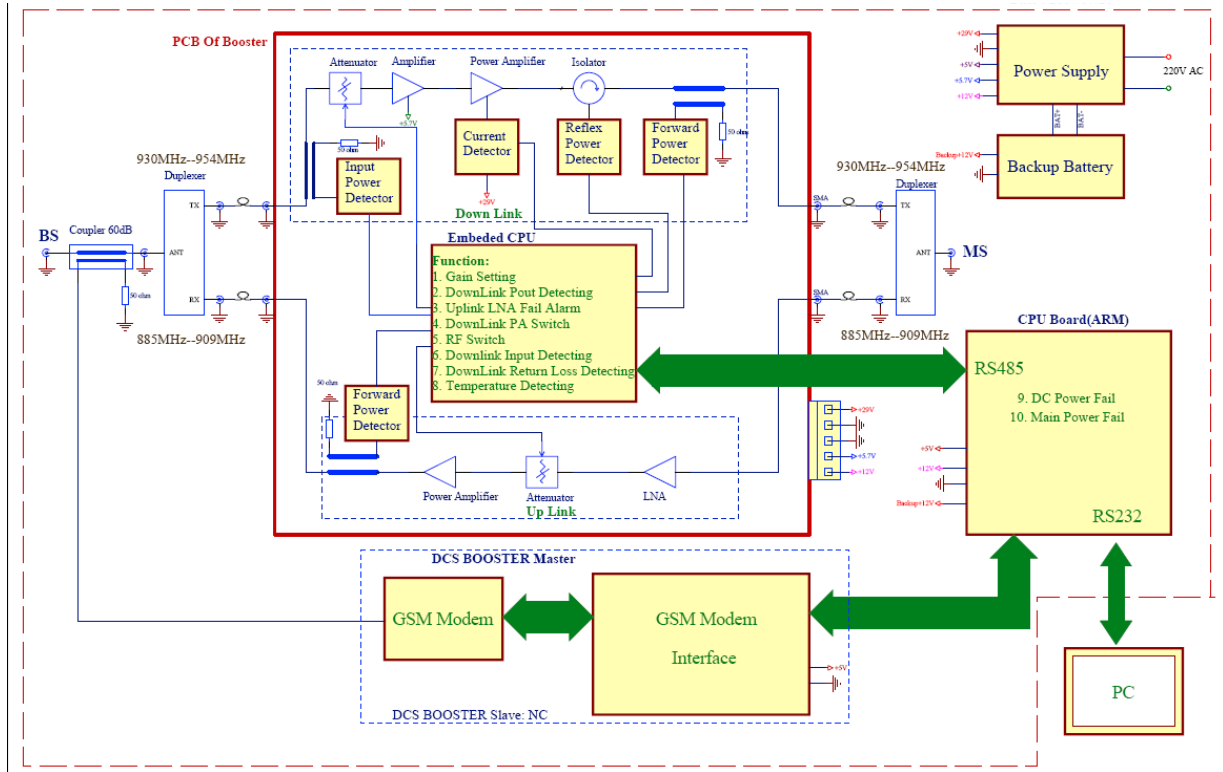 PCB Of Booster
Attenuator
Amplifier
Power Amplifier
Isolator
+5.7V
50 ohm
Input
Power
Detector
Current
Detector
+29V
Reflex
Power
Detector
Forward
Power
Detector
50 ohm
Down Link
930MHz--954MHz
Duplexer
TX
ANT
RX
885MHz--909MHz
BS
Coupler 60dB
50 ohm
Embeded CPU
Function:
1. Gain Setting
2. DownLink Pout Detecting
3. Uplink LNA Fail Alarm
4. DownLink PA Switch
5. RF Switch
6. Downlink Input Detecting
7. DownLink Return Loss Detecting
8. Temperature Detecting
50 ohm
Forward
Power
Detector
Power Amplifier
Attenuator
LNA
Up Link
+29V
+5V
+5.7V
+12V
Power Supply
220V AC
BAT+
BAT-
Backup+12V
Backup Battery
930MHz--954MHz
Duplexer
SMA
TX
ANT
MS
SMA
RX
885MHz--909MHz
+29V
+5.7V
+12V
CPU Board(ARM)
RS485
9. DC Power Fail
10. Main Power Fail
+5V
+12V
Backup+12V
RS232
DCS BOOSTER Master
GSM Modem
GSM Modem
Interface
+5V
DCS BOOSTER Slave: NC
PC